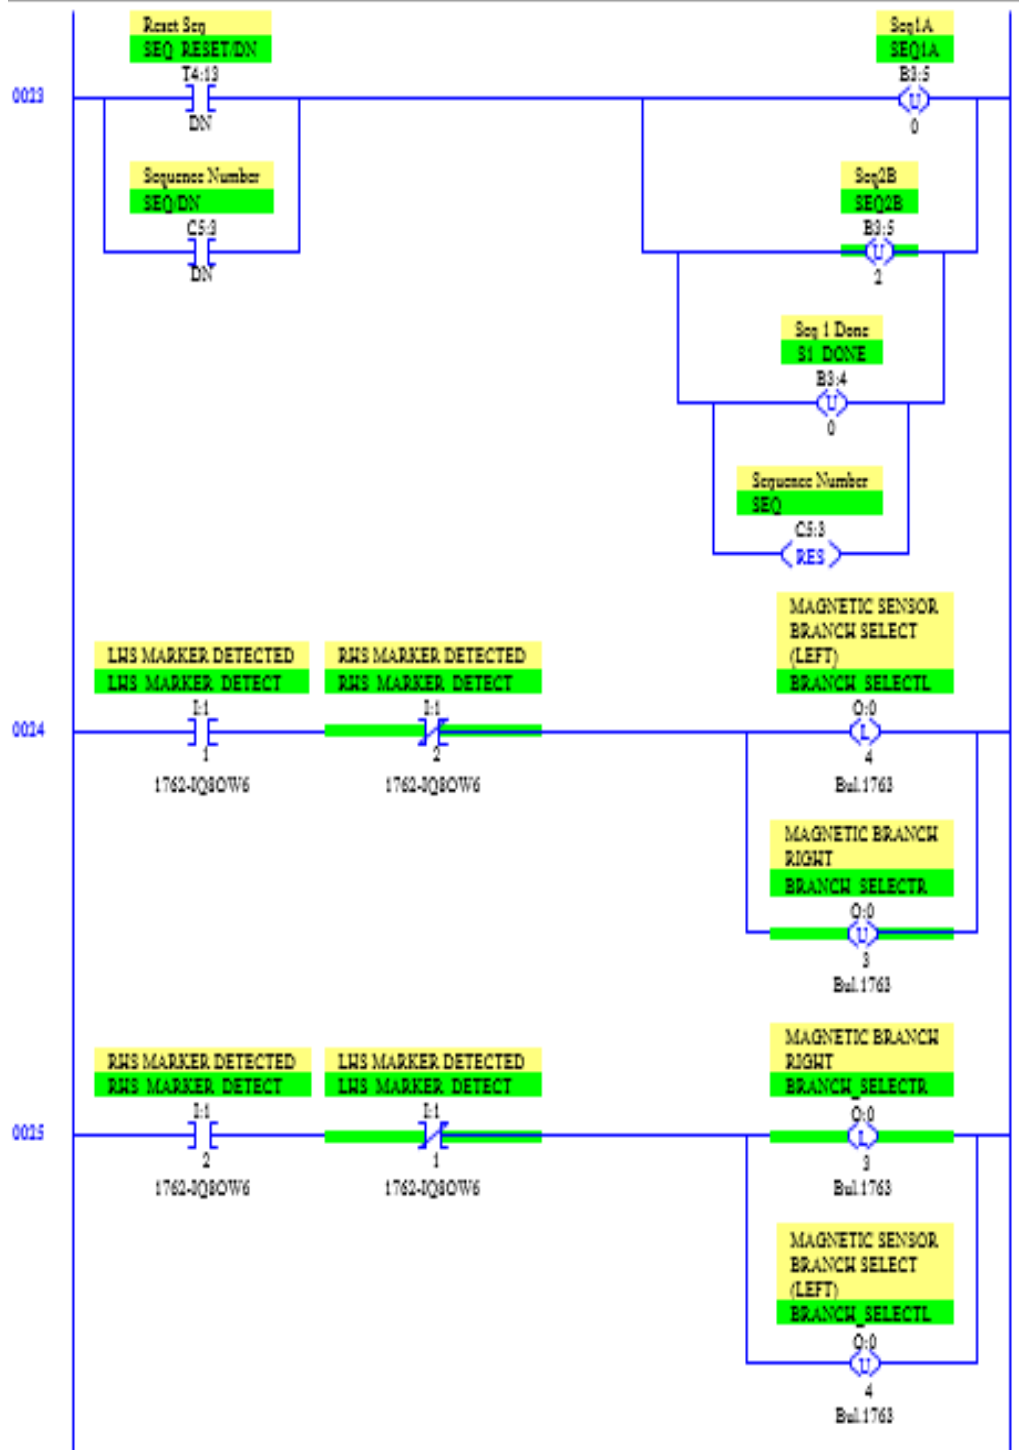 Reset Seq
SEQ_RESET/DN
T4:13
DN
0023
Sequence Number
SEQ/DN
C5:3
DN
Seq1A
SEQ1A
B3:5
U
0
Seq2B
SEQ2B
B3:5
U
2
Seq 1 Done
S1_DONE
B3:4
U
0
Sequence Number
SEQ
C5:3
RES
0024
LHS MARKER DETECTED
LHS_MARKER_DETECT
I:1
1
1762-IQ8OW6
RHS MARKER DETECTED
RHS_MARKER_DETECT
I:1
2
1762-IQ8OW6
MAGNETIC SENSOR
BRANCH SELECT
(LEFT)
BRANCH_SELECTL
O:0
L
4
Bul.1763
MAGNETIC BRANCH
RIGHT
BRANCH_SELECTR
O:0
U
3
Bul.1763
0025
RHS MARKER DETECTED
RHS_MARKER_DETECT
I:1
2
1762-IQ8OW6
LHS MARKER DETECTED
LHS_MARKER_DETECT
I:1
1
1762-IQ8OW6
MAGNETIC BRANCH
RIGHT
BRANCH_SELECTR
O:0
L
3
Bul.1763
MAGNETIC SENSOR
BRANCH SELECT
(LEFT)
BRANCH_SELECTL
O:0
U
4
Bul.1763